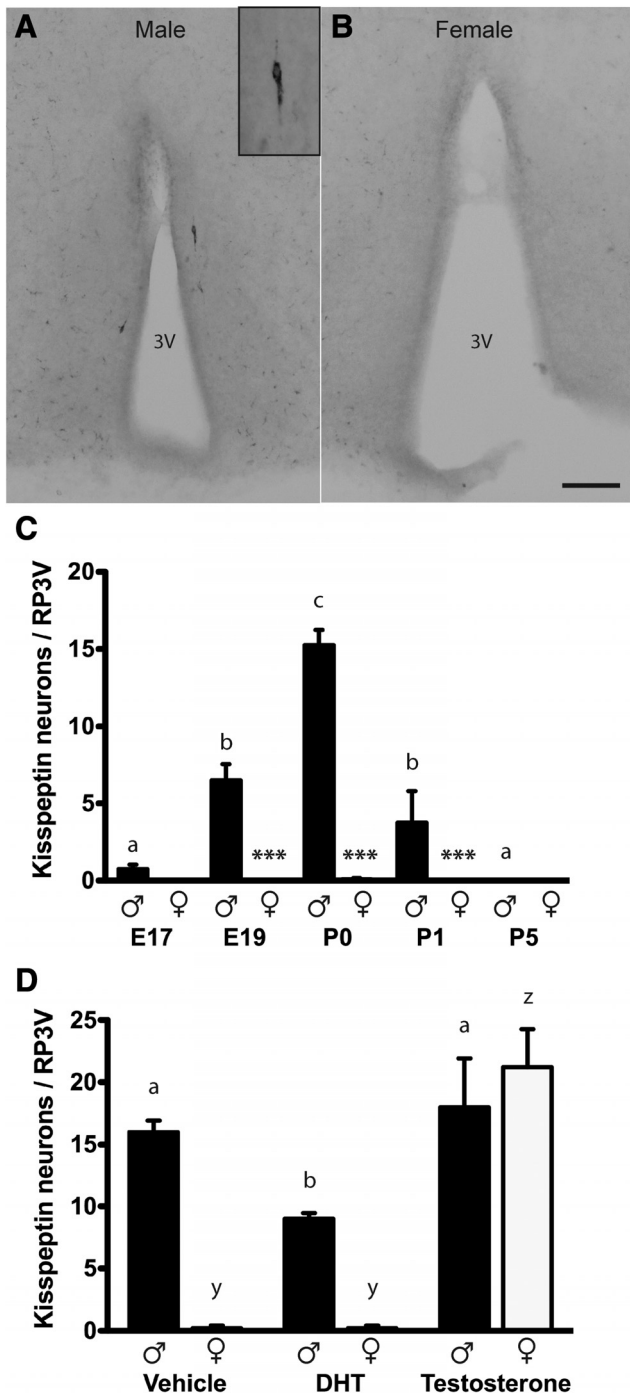 A Male
B Female
3V
3V
C
Kisspeptin neurons / RP3V
20
15
10
5
0
a
b
***
c
***
b
***
a
♂ ♀ ♂ ♀ ♂ ♀ ♂ ♀ ♂ ♀
E17 E19 P0 P1 P5
D
Kisspeptin neurons / RP3V
25
20
15
10
5
0
a
y
b
y
a
z
♂ ♀ ♂ ♀ ♂ ♀
Vehicle DHT Testosterone